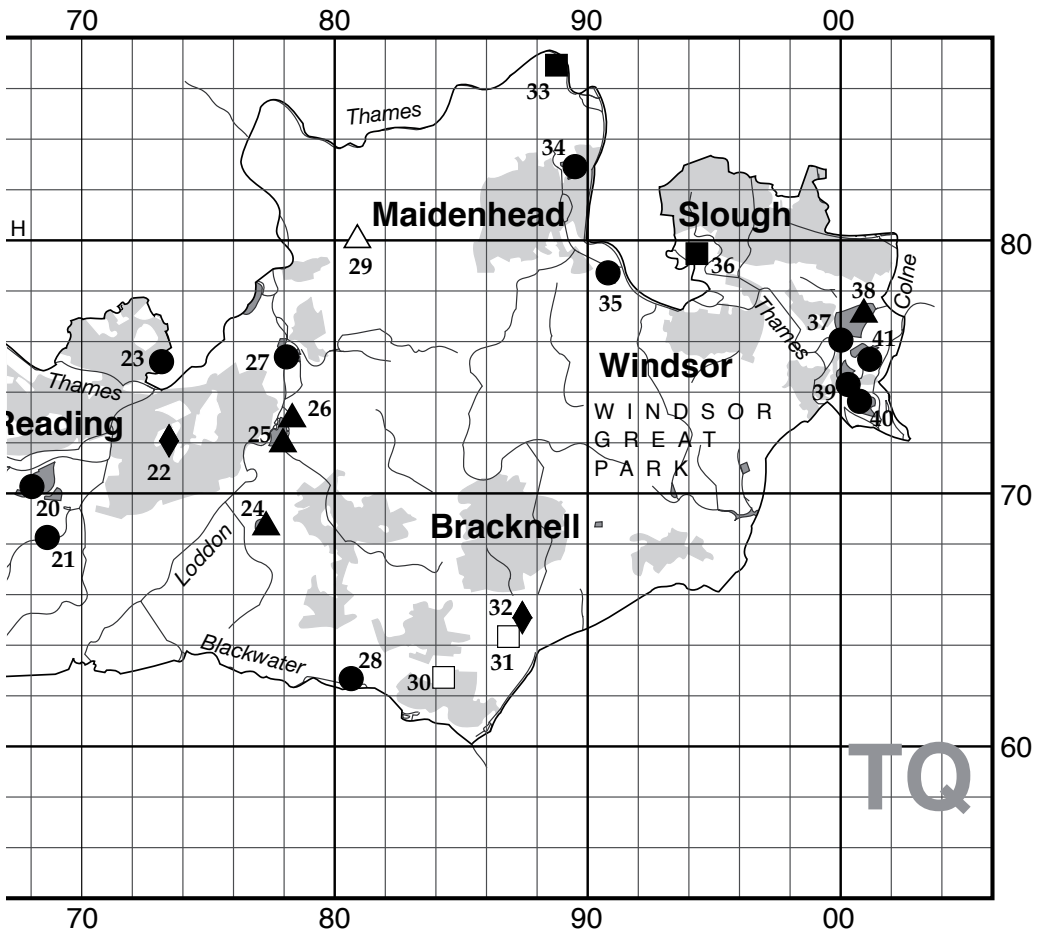 70 80 90 00
33
Thames
34
Maidenhead
Slough
H
80
29
36
35
Colne
38
37
Thames
41
23
27
Windsor
Thames
39
40
26
WINDSOR
Reading
25
GREAT
22
PARK
20
24
70
Bracknell
21
Loddon
32
31
Blackwater
28
30
60
TQ
70 80 90 00